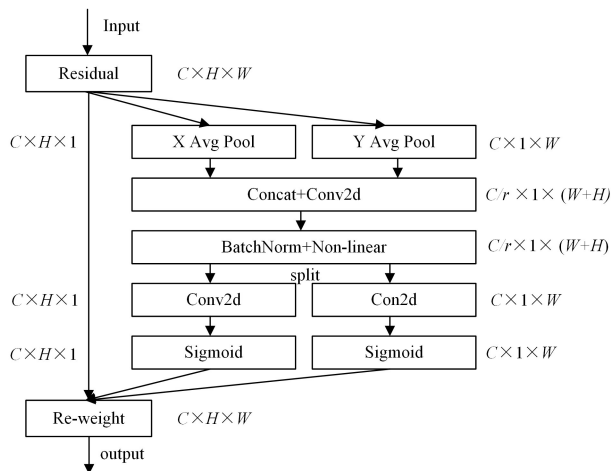 Input
Residual C×H×W
C×H×1 X Avg Pool Y Avg Pool C×1×W
Concat+Conv2d C/r ×1×(W+H)
BatchNorm+Non-linear C/r×1×(W+H)
split
C×H×1 Conv2d Con2d C×1×W
C×H×1 Sigmoid Sigmoid C×1×W
Re-weight C×H×W
output